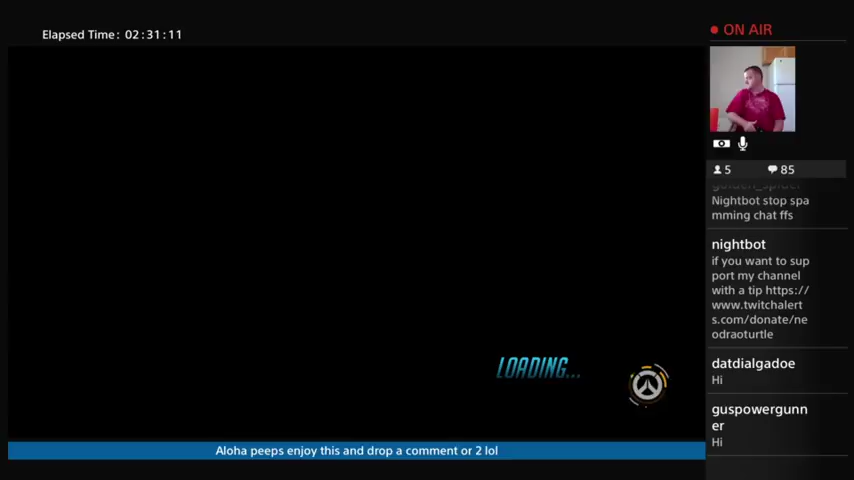 Elapsed Time: 02:31:11
ON AIR
5
85
golden_spider
Nightbot stop spa
mming chat ffs
nightbot
if you want to sup
port my channel
with a tip https://
www.twitchalert
s.com/donate/ne
odraoturtle
datdialgadoe
Hi
guspowergunn
er
Hi
LOADING...
Aloha peeps enjoy this and drop a comment or 2 lol